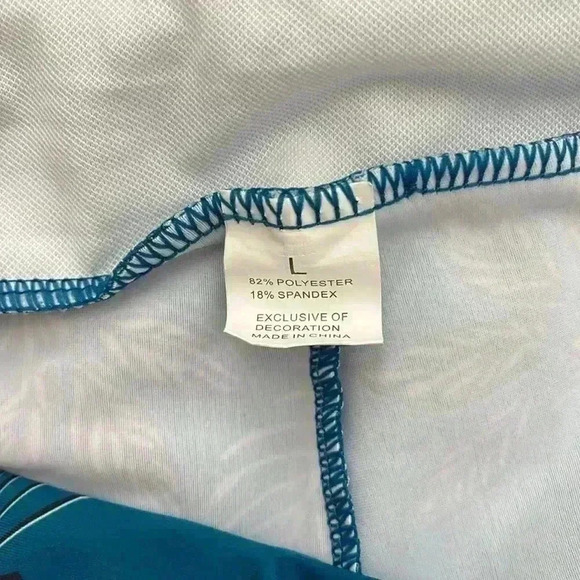 L
82% POLYESTER
18% SPANDEX
EXCLUSIVE OF
DECORATION
MADE IN CHINA